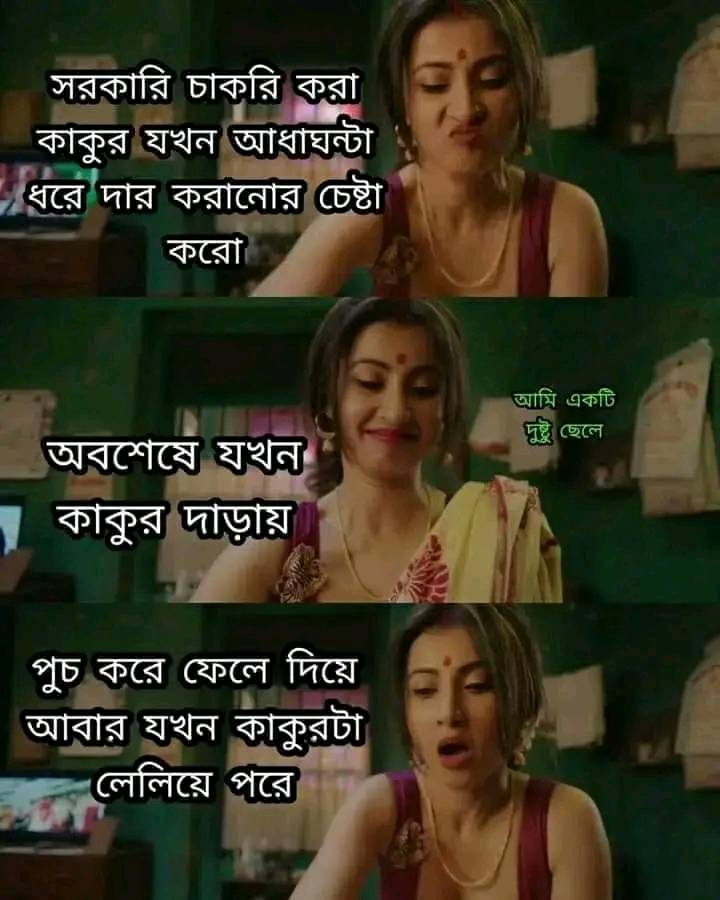 সরকারি চাকরি করা
কাকুর যখন আধাঘন্টা
ধরে দার করানোর চেষ্টা
করো
অবশেষে যখন
কাকুর দাড়ায়
আমি একটি
দুষ্টু ছেলে
পুচ করে ফেলে দিয়ে
আবার যখন কাকুরটা
লেলিয়ে পরে